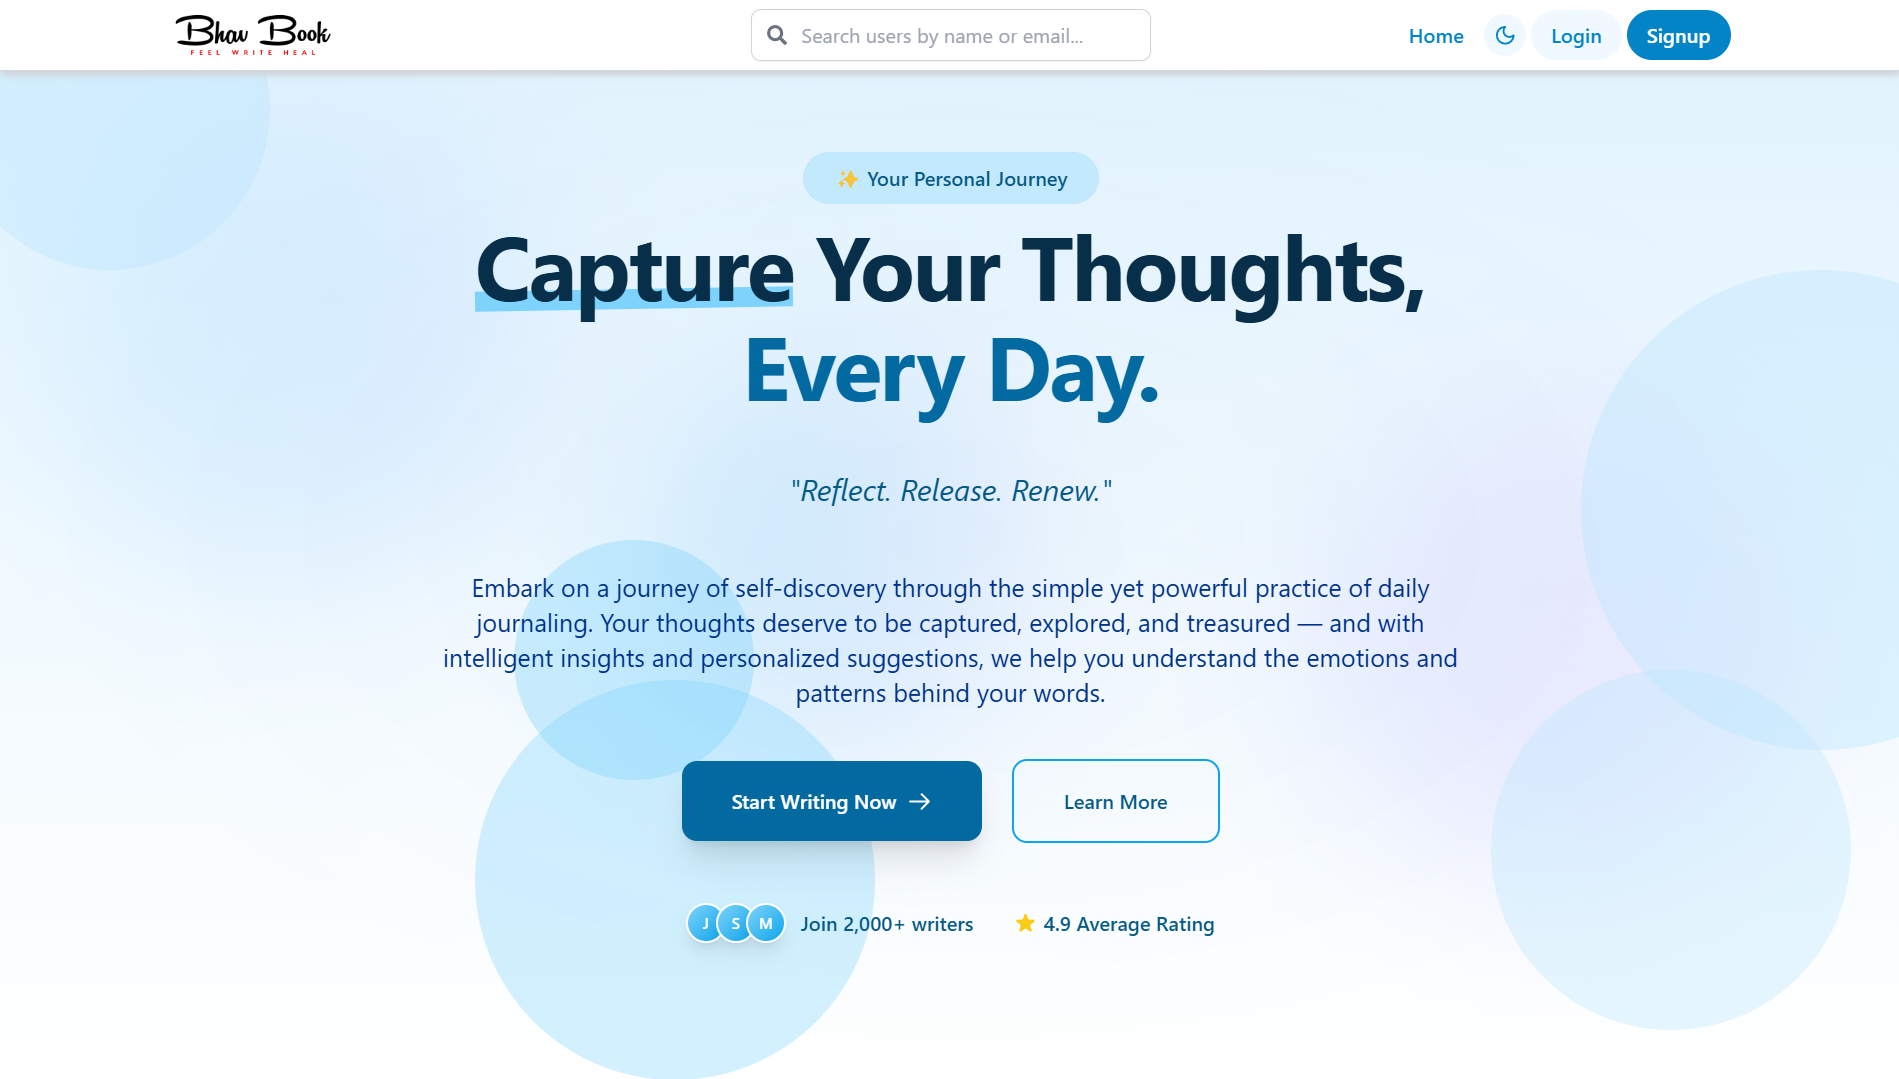 Bhav Book
FEEL WRITE HEAL
Search users by name or email...
Home
Login
Signup
✨ Your Personal Journey
Capture Your Thoughts,
Every Day.
"Reflect. Release. Renew."
Embark on a journey of self-discovery through the simple yet powerful practice of daily
journaling. Your thoughts deserve to be captured, explored, and treasured — and with
intelligent insights and personalized suggestions, we help you understand the emotions and
patterns behind your words.
Start Writing Now →
Learn More
J S M Join 2,000+ writers
⭐ 4.9 Average Rating